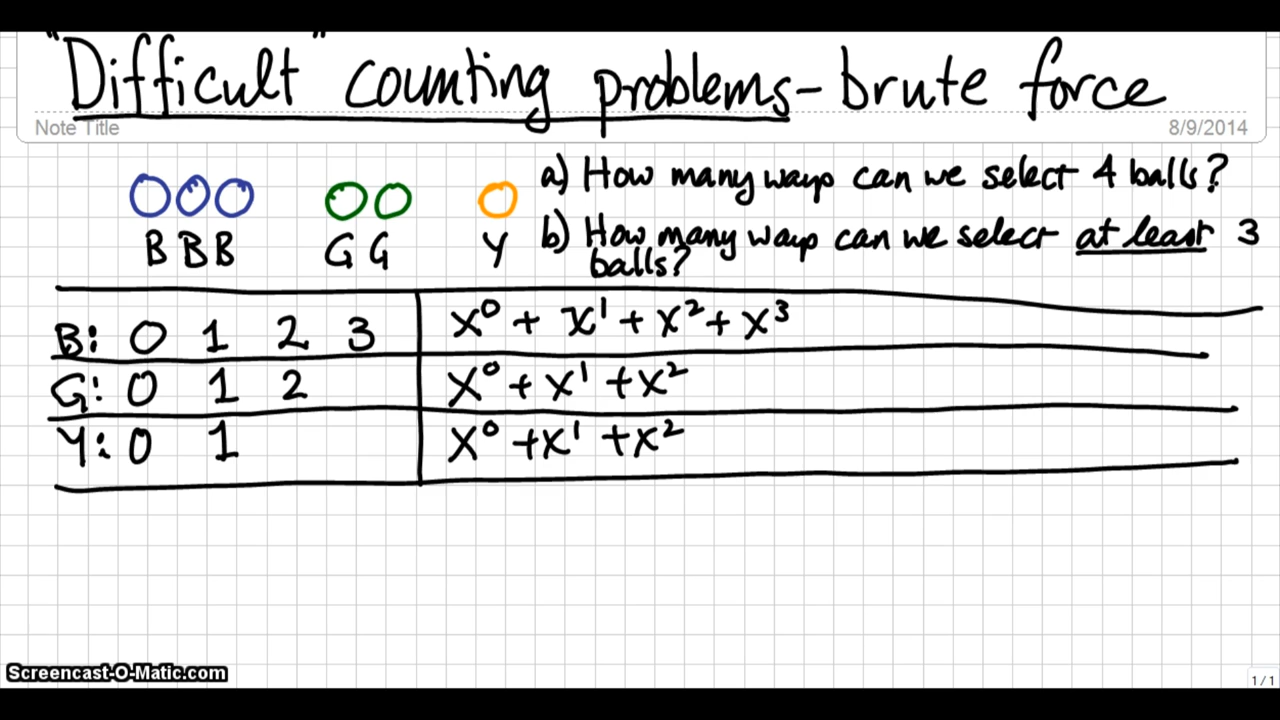 "Difficult" counting problems - brute force
Note Title
8/9/2014
a) How many ways can we select 4 balls?
B B B G G Y
b) How many ways can we select at least 3
balls?
B: 0 1 2 3 x⁰ + x¹ + x² + x³
G: 0 1 2 x⁰ + x¹ + x²
Y: 0 1 x⁰ + x¹ + x²
Screencast-O-Matic.com
1/1